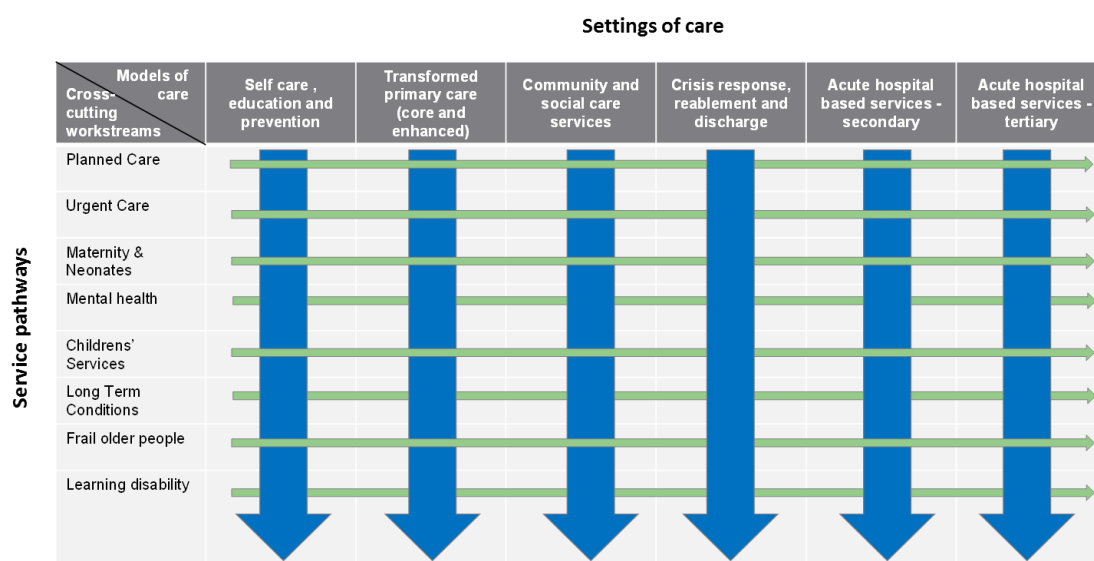 Settings of care
Models of
care
Cross-
cutting
workstreams
Self care ,
education and
prevention
Transformed
primary care
(core and
enhanced)
Community and
social care
services
Crisis response,
reablement and
discharge
Acute hospital
based services -
secondary
Acute hospital
based services -
tertiary
Service pathways
Planned Care
Urgent Care
Maternity &
Neonates
Mental health
Childrens’
Services
Long Term
Conditions
Frail older people
Learning disability